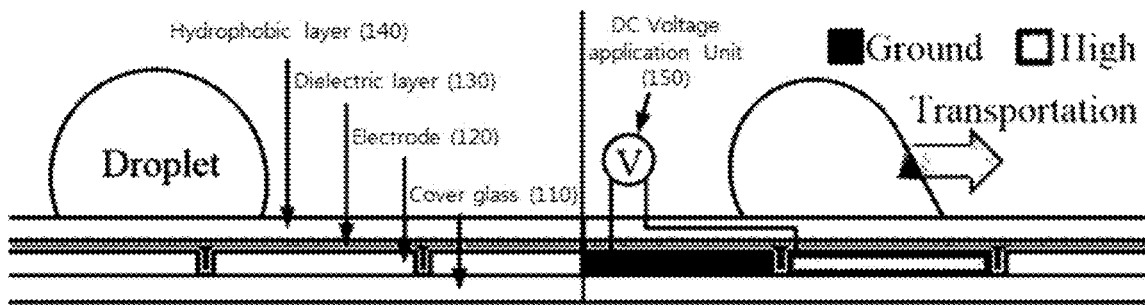 Hydrophobic layer (140)
Dielectric layer (130)
Electrode (120)
Cover glass (110)
Droplet
DC Voltage
application Unit
(150)
V
Ground
High
Transportation